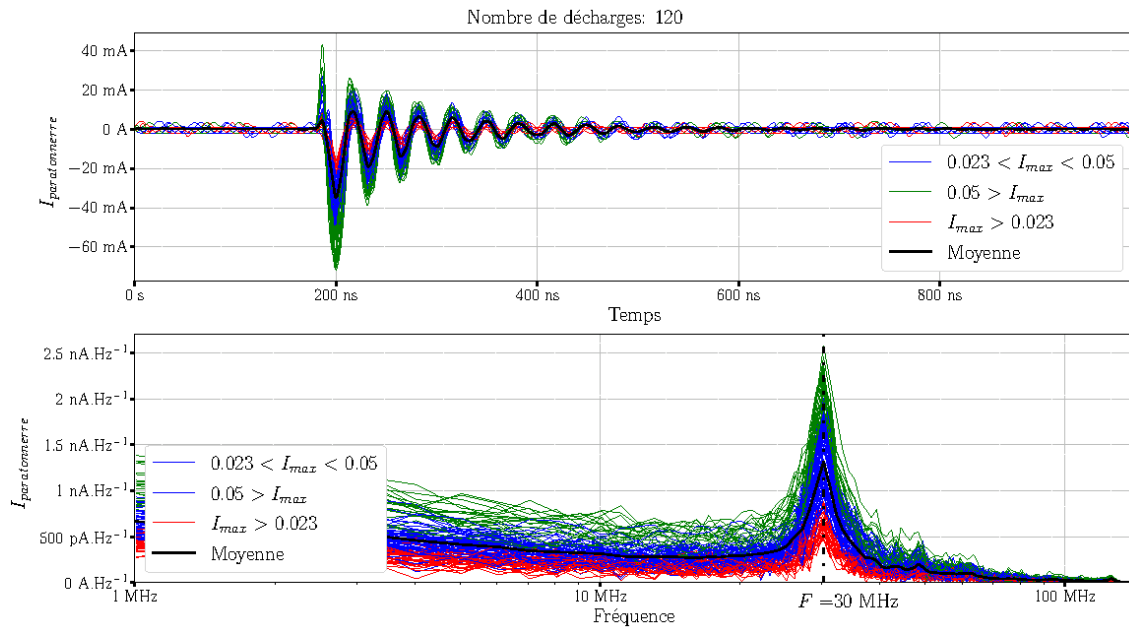 Nombre de décharges: 120
I_paratonnerre
40 mA
20 mA
0 A
−20 mA
−40 mA
−60 mA
0 s
200 ns
400 ns
600 ns
800 ns
Temps
0.023 < I_max < 0.05
0.05 > I_max
I_max > 0.023
Moyenne
I_paratonnerre
2.5 nA.Hz⁻¹
2 nA.Hz⁻¹
1.5 nA.Hz⁻¹
1 nA.Hz⁻¹
500 pA.Hz⁻¹
0 A.Hz⁻¹
0.023 < I_max < 0.05
0.05 > I_max
I_max > 0.023
Moyenne
1 MHz
10 MHz
F =30 MHz
100 MHz
Fréquence